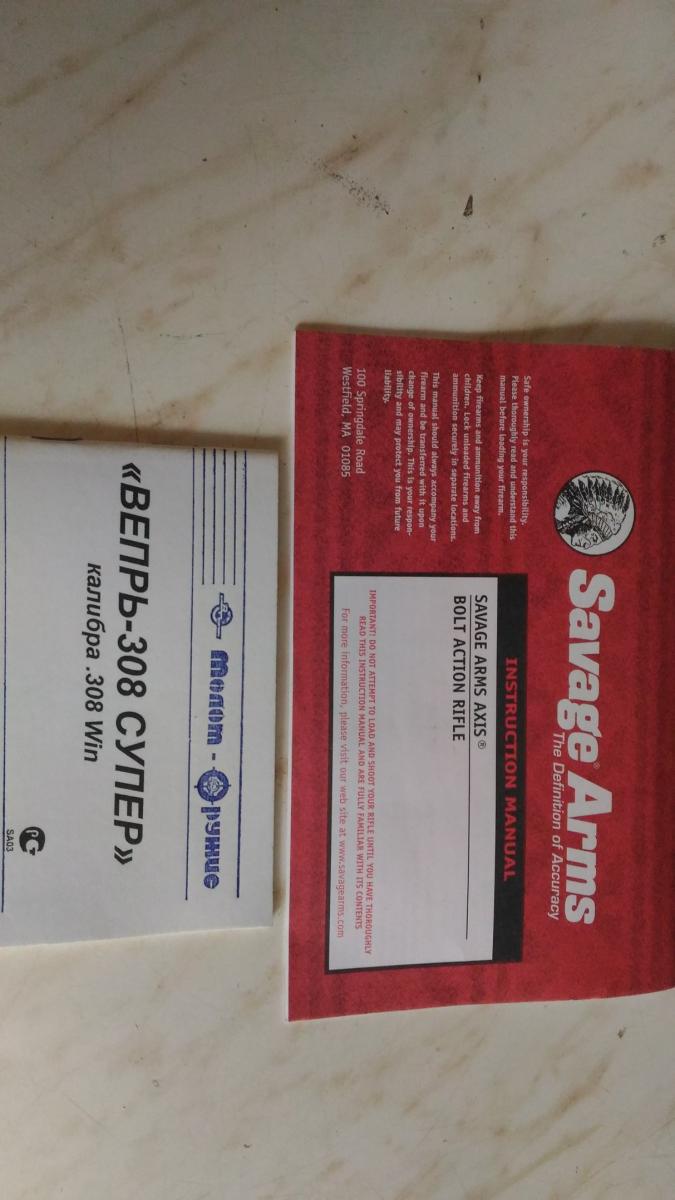 Savage® Arms
The Definition of Accuracy
Safe ownership is your responsibility.
Please thoroughly read and understand this
manual before loading your firearm.
Keep firearms and ammunition away from
children. Lock unloaded firearms and
ammunition securely in separate locations.
This manual should always accompany your
firearm and be transferred with it upon
change of ownership. This is your respon-
sibility and may protect you from future
liability.
100 Springdale Road
Westfield, MA 01085
INSTRUCTION MANUAL
SAVAGE ARMS AXIS®
BOLT ACTION RIFLE
IMPORTANT! DO NOT ATTEMPT TO LOAD AND SHOOT YOUR RIFLE UNTIL YOU HAVE THOROUGHLY
READ THIS INSTRUCTION MANUAL AND ARE FULLY FAMILIAR WITH ITS CONTENTS
For more information, please visit our web site at www.savagearms.com
Молот - Оружие
«ВЕПРЬ-308 СУПЕР»
калибра .308 Win
РС
SA03